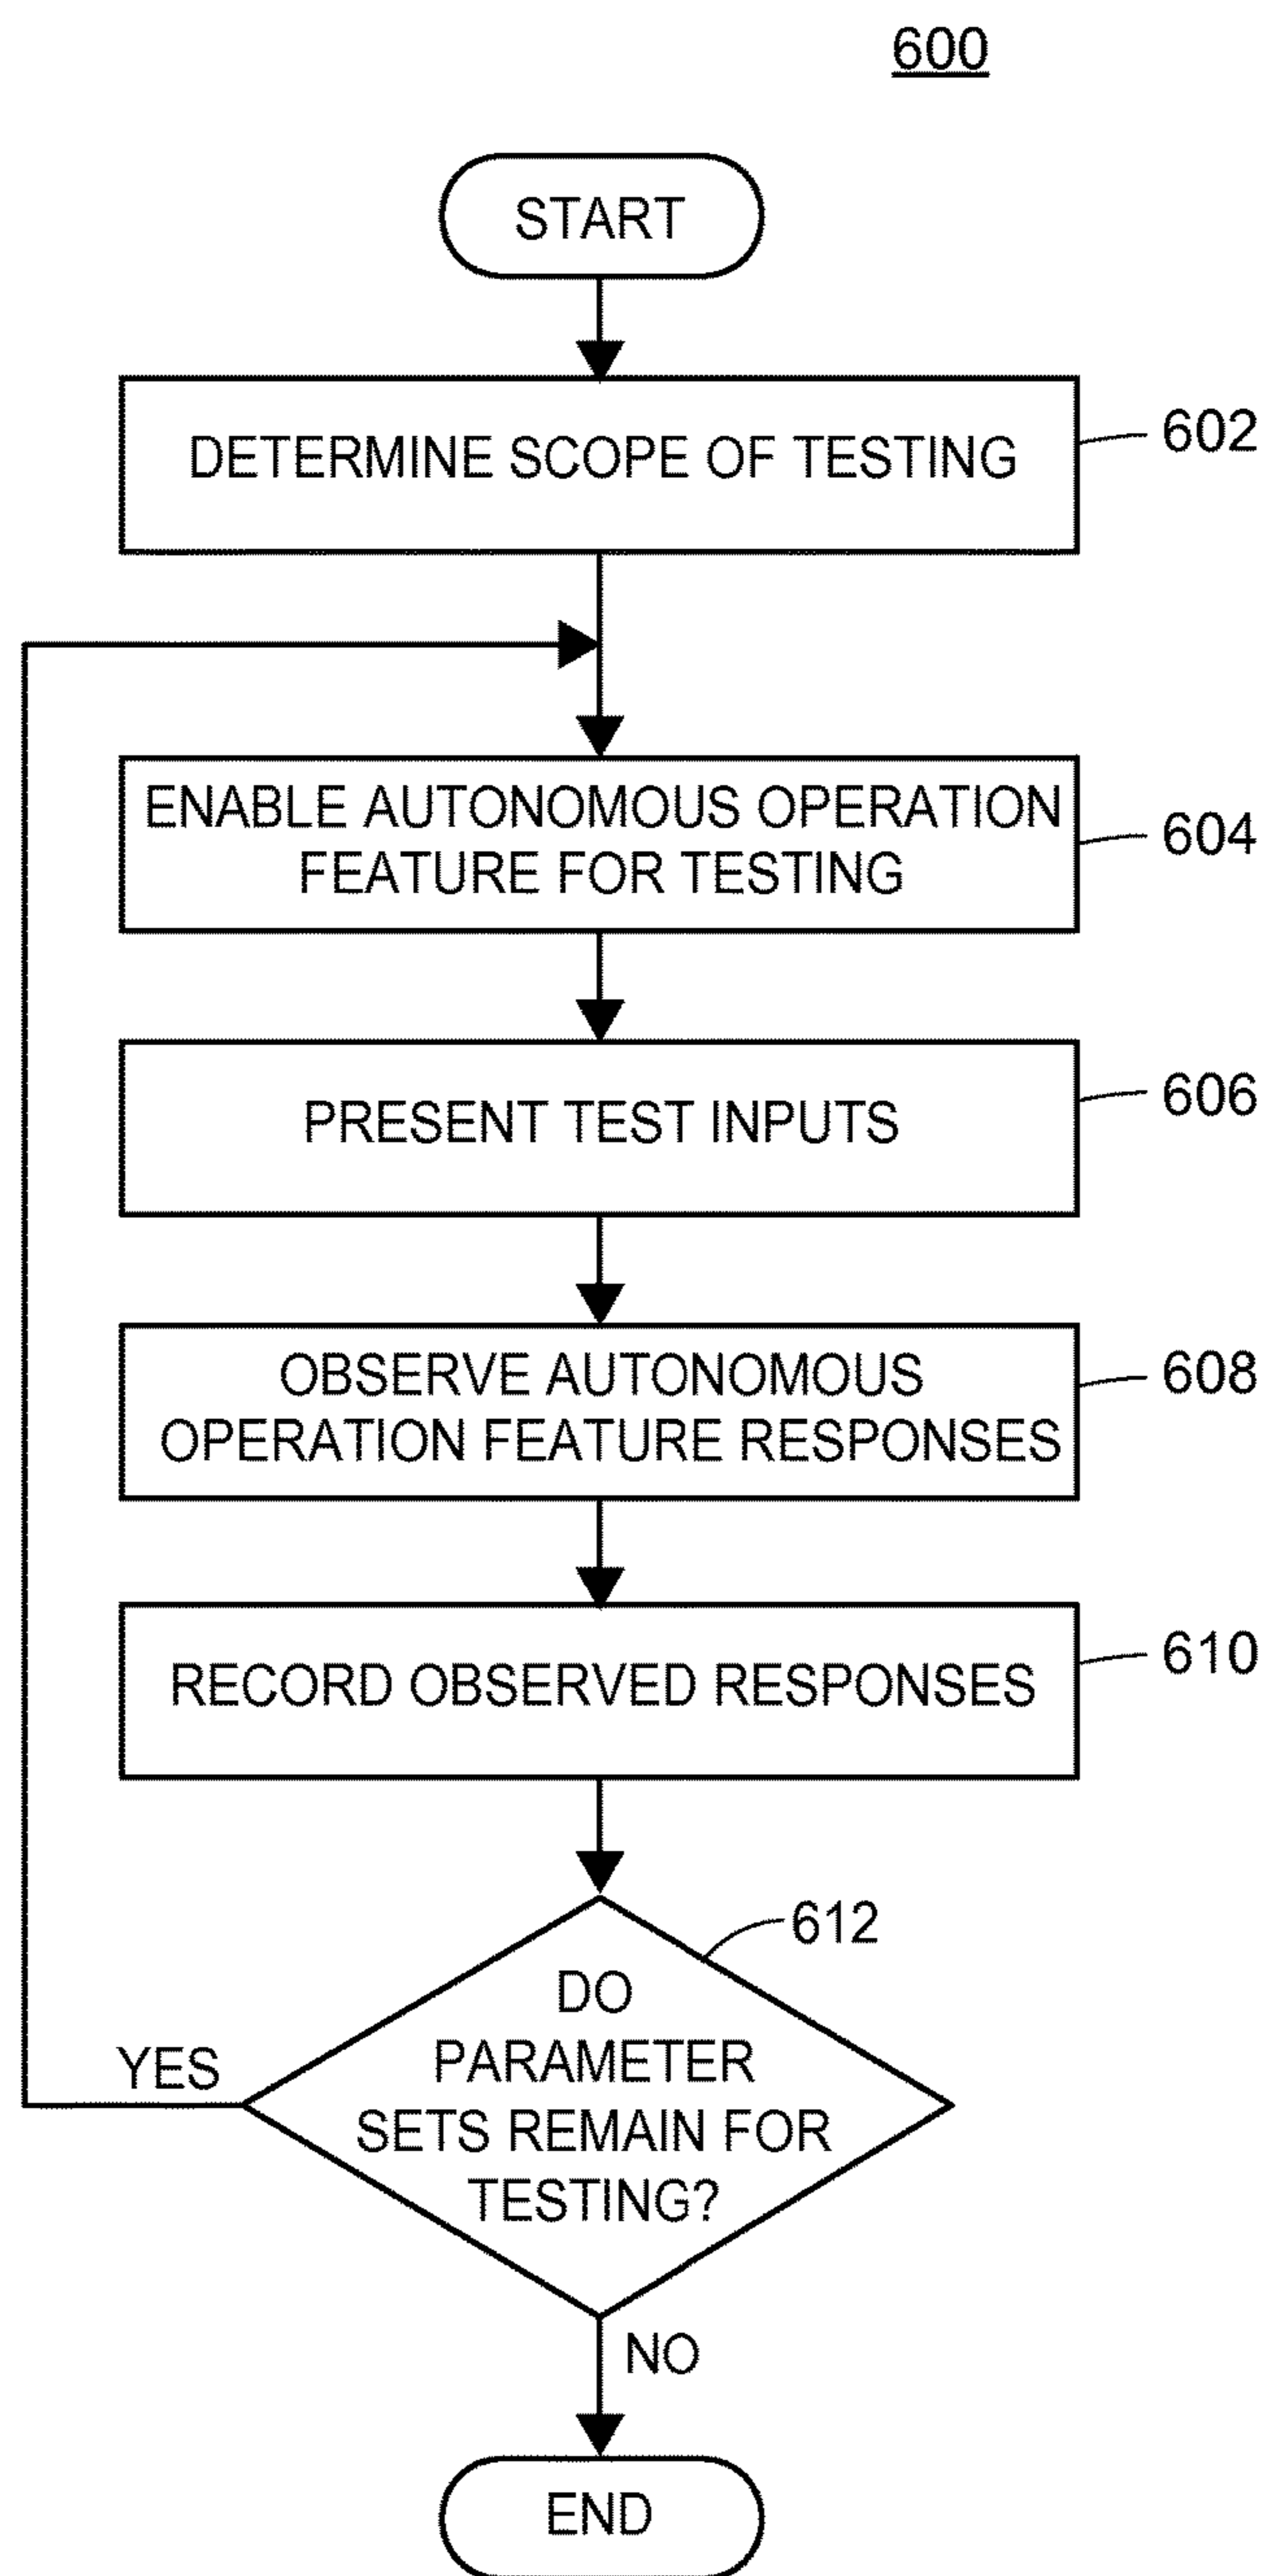 600
START
DETERMINE SCOPE OF TESTING
602
ENABLE AUTONOMOUS OPERATION
FEATURE FOR TESTING
604
PRESENT TEST INPUTS
606
OBSERVE AUTONOMOUS
OPERATION FEATURE RESPONSES
608
RECORD OBSERVED RESPONSES
610
612
DO
PARAMETER
SETS REMAIN FOR
TESTING?
YES
NO
END